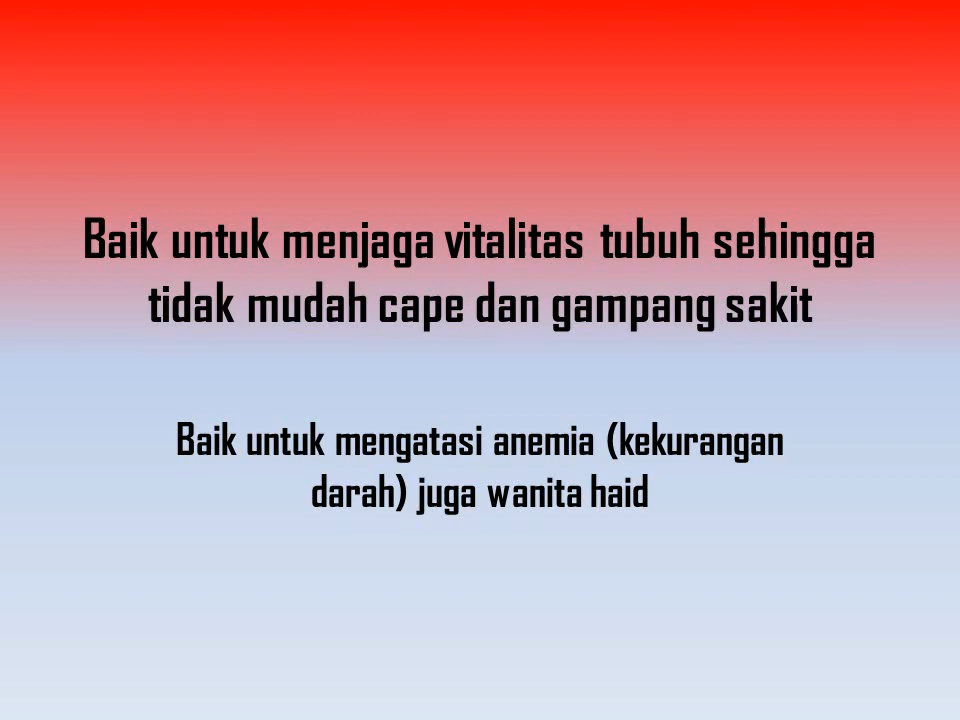 Baik untuk menjaga vitalitas tubuh sehingga
tidak mudah cape dan gampang sakit
Baik untuk mengatasi anemia (kekurangan
darah) juga wanita haid